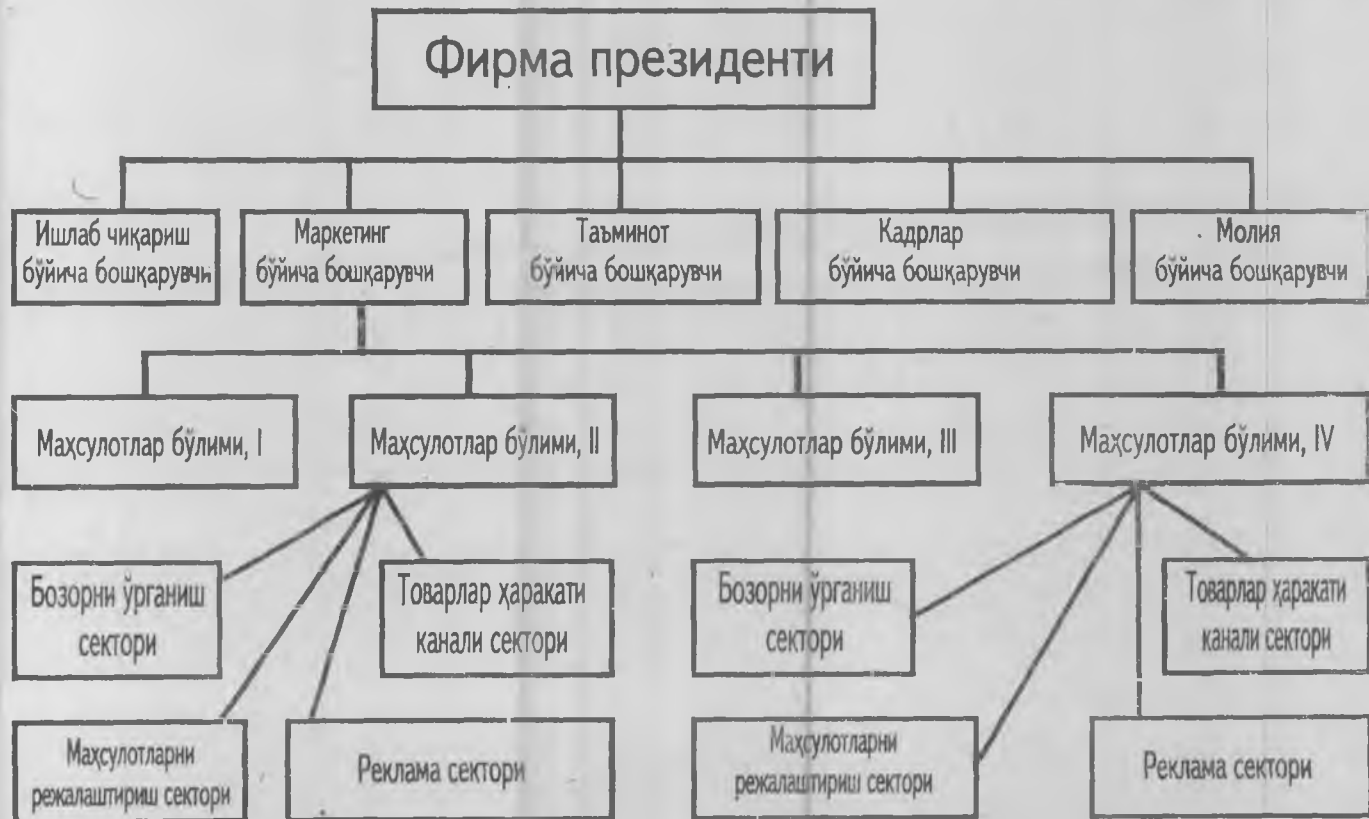 Фирма президенти
Ишлаб чиқариш
бўйича бошқарувчи
Маркетинг
бўйича бошқарувчи
Таъминот
бўйича бошқарувчи
Кадрлар
бўйича бошқарувчи
Молия
бўйича бошқарувчи
Маҳсулотлар бўлими, I
Маҳсулотлар бўлими, II
Маҳсулотлар бўлими, III
Маҳсулотлар бўлими, IV
Бозорни ўрганиш
сектори
Товарлар ҳаракати
канали сектори
Бозорни ўрганиш
сектори
Товарлар ҳаракати
канали сектори
Маҳсулотларни
режалаштириш сектори
Реклама сектори
Маҳсулотларни
режалаштириш сектори
Реклама сектори